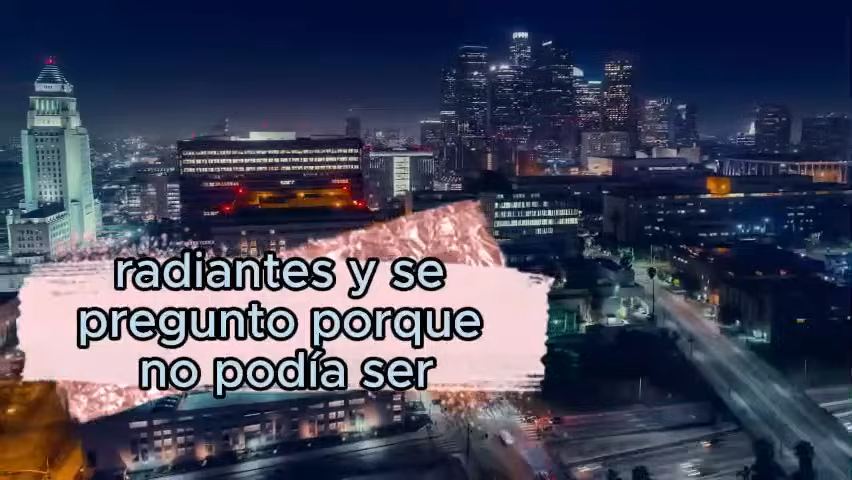 radiantes y se
pregunto porque
no podía ser